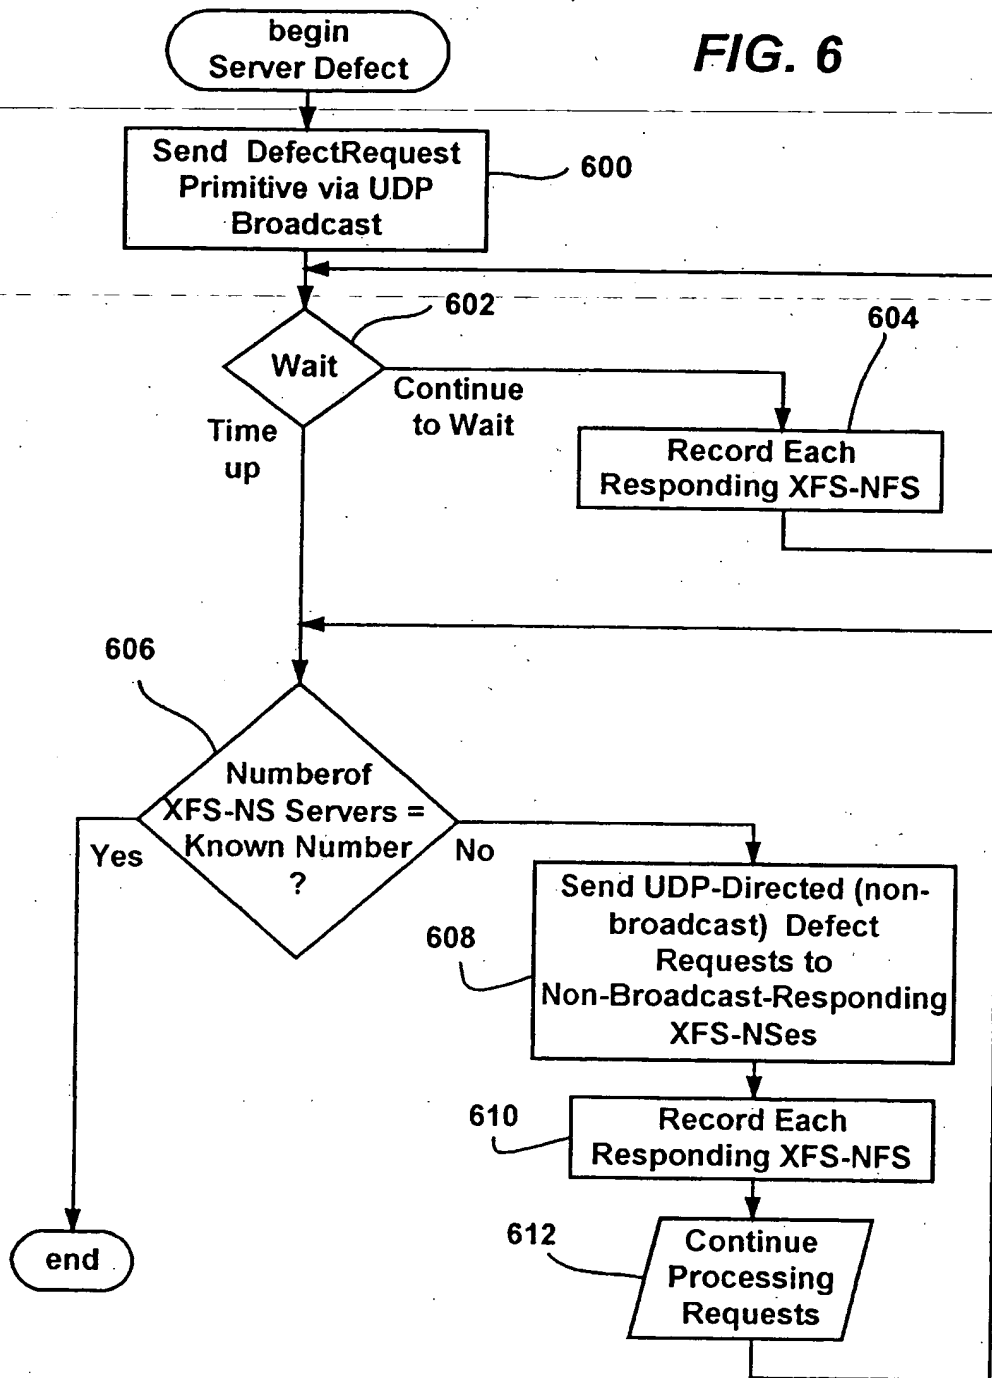 begin
Server Defect
FIG. 6
Send DefectRequest
Primitive via UDP
Broadcast
600
602
Wait
Continue
to Wait
Time
up
604
Record Each
Responding XFS-NFS
606
Numberof
XFS-NS Servers =
Known Number
?
Yes
No
608
Send UDP-Directed (non-
broadcast) Defect
Requests to
Non-Broadcast-Responding
XFS-NSes
610
Record Each
Responding XFS-NFS
612
Continue
Processing
Requests
end